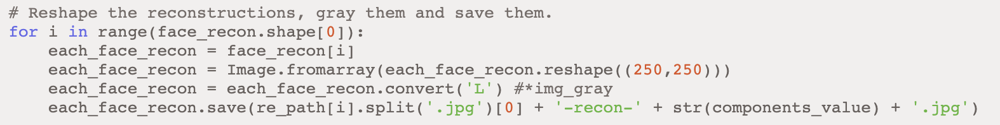 # Reshape the reconstructions, gray them and save them.
for i in range(face_recon.shape[0]):
    each_face_recon = face_recon[i]
    each_face_recon = Image.fromarray(each_face_recon.reshape((250,250)))
    each_face_recon = each_face_recon.convert('L') #*img_gray
    each_face_recon.save(re_path[i].split('.jpg')[0] + '-recon-' + str(components_value) + '.jpg')